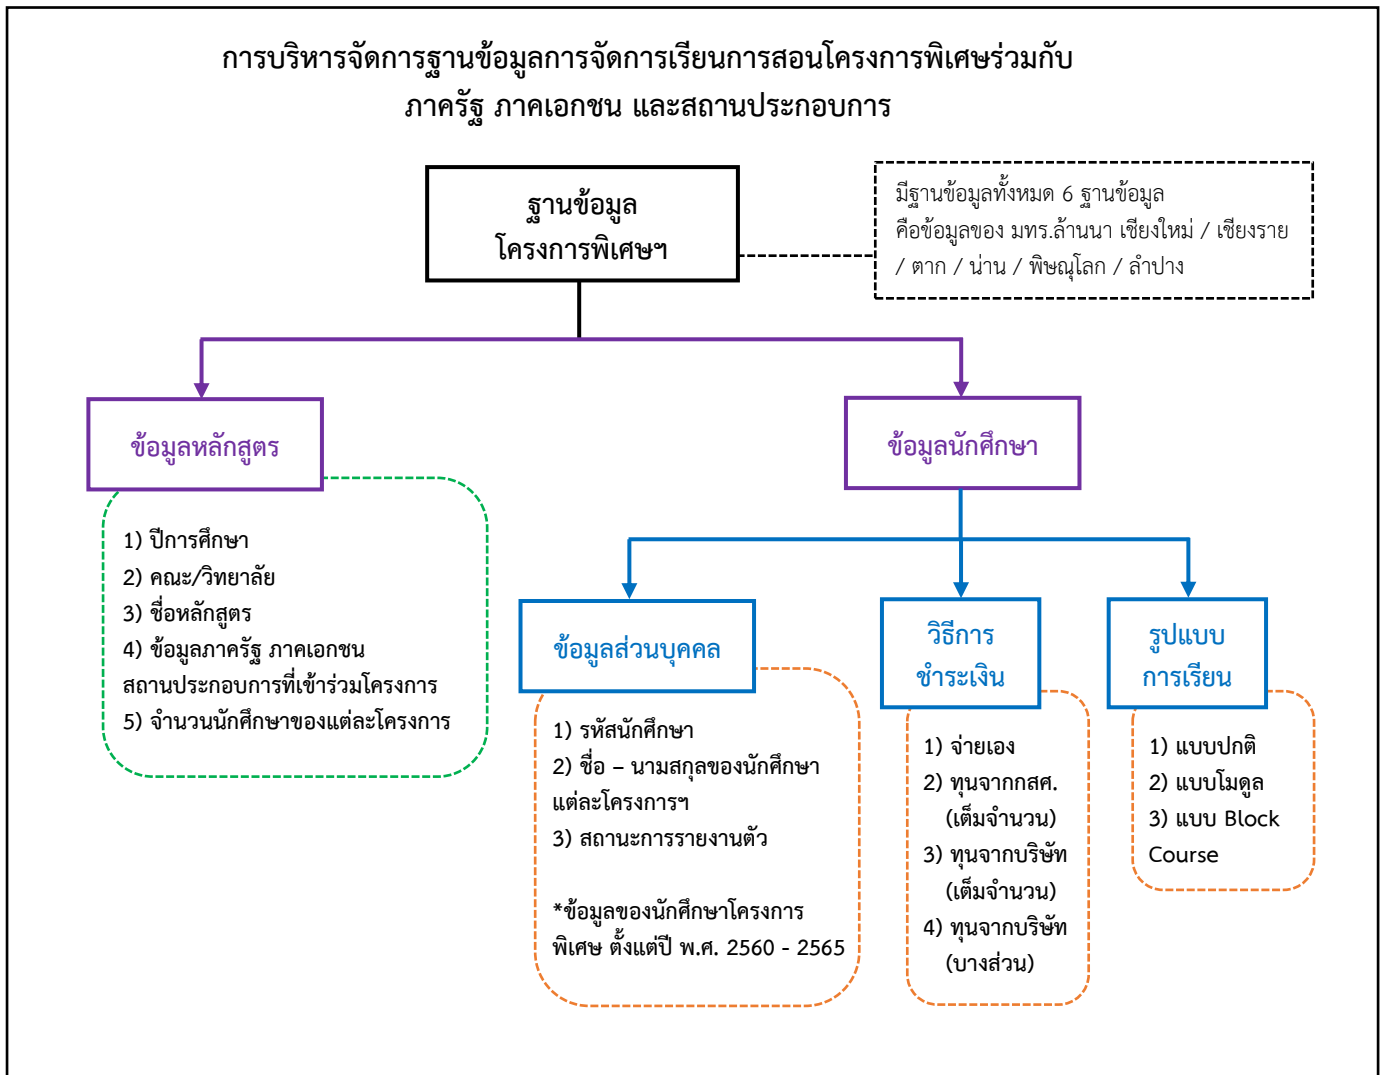 การบริหารจัดการฐานข้อมูลการจัดการเรียนการสอนโครงการพิเศษร่วมกับ
ภาครัฐ ภาคเอกชน และสถานประกอบการ
ฐานข้อมูล
โครงการพิเศษฯ
มีฐานข้อมูลทั้งหมด 6 ฐานข้อมูล
คือข้อมูลของ มทร.ล้านนา เชียงใหม่ / เชียงราย
/ ตาก / น่าน / พิษณุโลก / ลำปาง
ข้อมูลหลักสูตร
1) ปีการศึกษา
2) คณะ/วิทยาลัย
3) ชื่อหลักสูตร
4) ข้อมูลภาครัฐ ภาคเอกชน
สถานประกอบการที่เข้าร่วมโครงการ
5) จำนวนนักศึกษาของแต่ละโครงการ
ข้อมูลนักศึกษา
ข้อมูลส่วนบุคคล
1) รหัสนักศึกษา
2) ชื่อ – นามสกุลของนักศึกษา
แต่ละโครงการฯ
3) สถานะการรายงานตัว
*ข้อมูลของนักศึกษาโครงการ
พิเศษ ตั้งแต่ปี พ.ศ. 2560 - 2565
วิธีการ
ชำระเงิน
1) จ่ายเอง
2) ทุนจากกสศ.
(เต็มจำนวน)
3) ทุนจากบริษัท
(เต็มจำนวน)
4) ทุนจากบริษัท
(บางส่วน)
รูปแบบ
การเรียน
1) แบบปกติ
2) แบบโมดูล
3) แบบ Block
Course